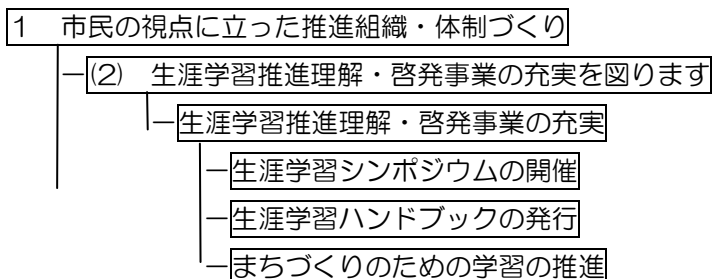 1　市民の視点に立った推進組織・体制づくり
(2)　生涯学習推進理解・啓発事業の充実を図ります
生涯学習推進理解・啓発事業の充実
生涯学習シンポジウムの開催
生涯学習ハンドブックの発行
まちづくりのための学習の推進